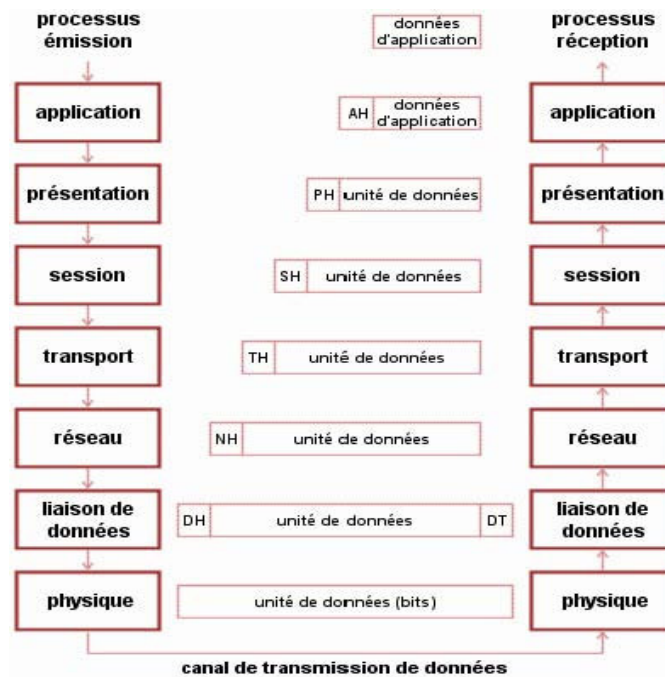 processus émission
données d'application
processus réception
application
AH
données d'application
application
présentation
PH
unité de données
présentation
session
SH
unité de données
session
transport
TH
unité de données
transport
réseau
NH
unité de données
réseau
liaison de données
DH
unité de données
DT
liaison de données
physique
unité de données (bits)
physique
canal de transmission de données